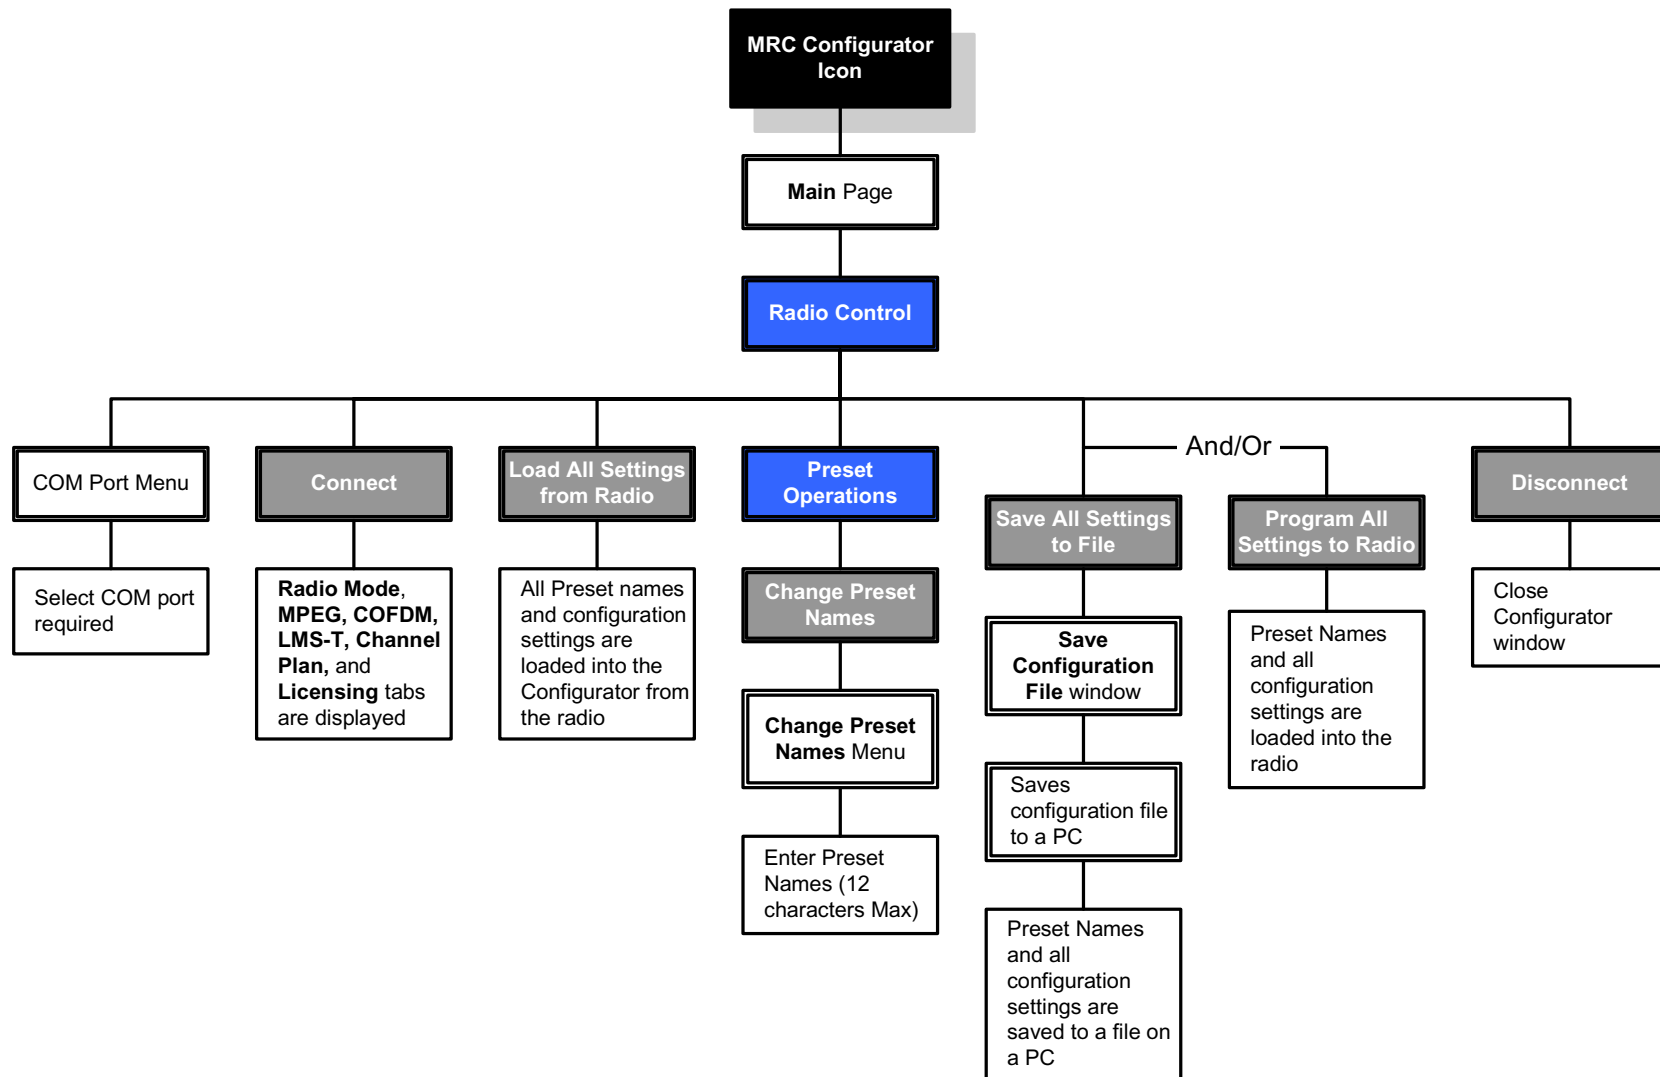 MRC Configurator
Icon
Main Page
Radio Control
And/Or
COM Port Menu
Select COM port
required
Connect
Radio Mode,
MPEG, COFDM,
LMS-T, Channel
Plan, and
Licensing tabs
are displayed
Load All Settings
from Radio
All Preset names
and configuration
settings are
loaded into the
Configurator from
the radio
Preset
Operations
Change Preset
Names
Change Preset
Names Menu
Enter Preset
Names (12
characters Max)
Save All Settings
to File
Save
Configuration
File window
Saves
configuration file
to a PC
Preset Names
and all
configuration
settings are
saved to a file on
a PC
Program All
Settings to Radio
Preset Names
and all
configuration
settings are
loaded into the
radio
Disconnect
Close
Configurator
window